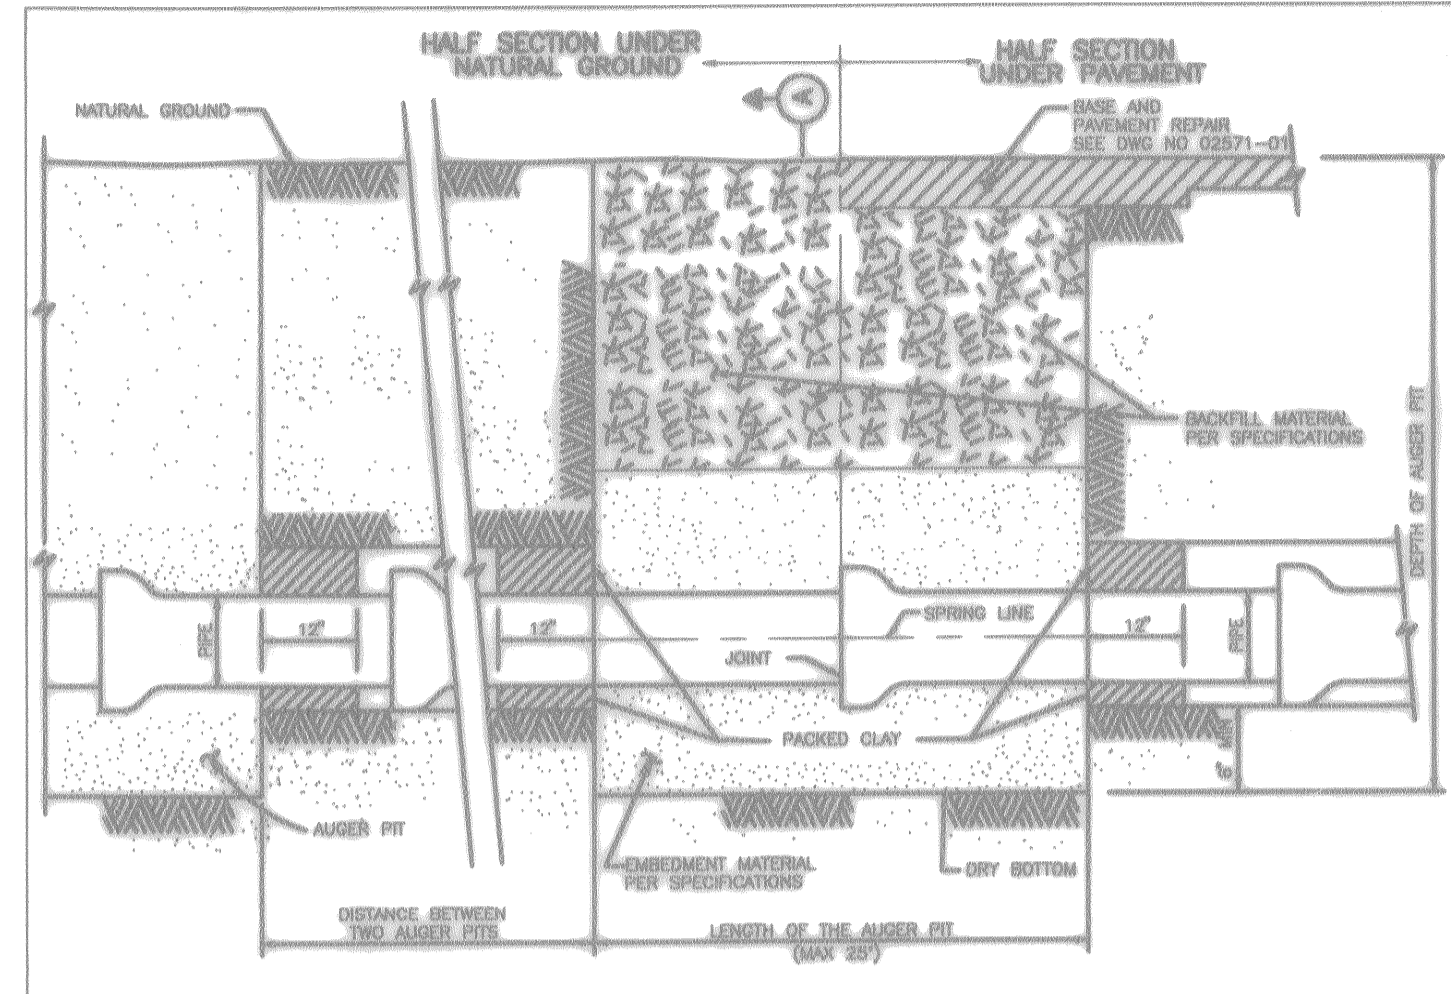 HALF SECTION UNDER
NATURAL GROUND
HALF SECTION
UNDER PAVEMENT
A
NATURAL GROUND
BASE AND
PAVEMENT REPAIR
SEE DWG NO 02571-01
BACKFILL MATERIAL
PER SPECIFICATIONS
DEPTH OF AUGER PIT
PIPE
12"
12"
SPRING LINE
12"
PIPE
JOINT
PACKED CLAY
6" MIN
AUGER PIT
EMBEDMENT MATERIAL
PER SPECIFICATIONS
DRY BOTTOM
DISTANCE BETWEEN
TWO AUGER PITS
LENGTH OF THE AUGER PIT
(MAX 25')